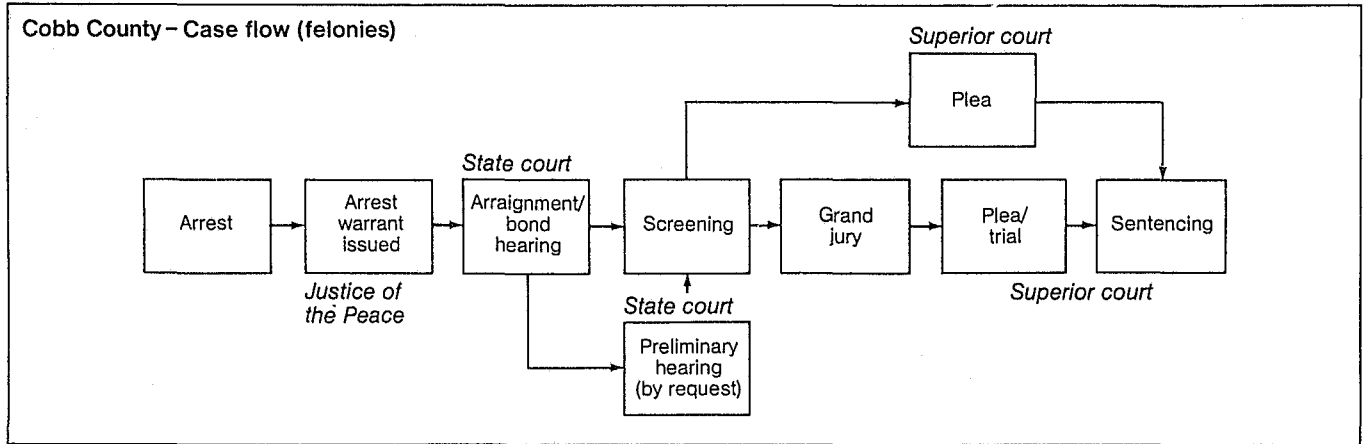 Cobb County – Case flow (felonies)
Superior court
Plea
State court
Arrest
Arrest
warrant
issued
Justice of
the Peace
Arraignment/
bond
hearing
Screening
Grand
jury
Plea/
trial
Superior court
Sentencing
State court
Preliminary
hearing
(by request)